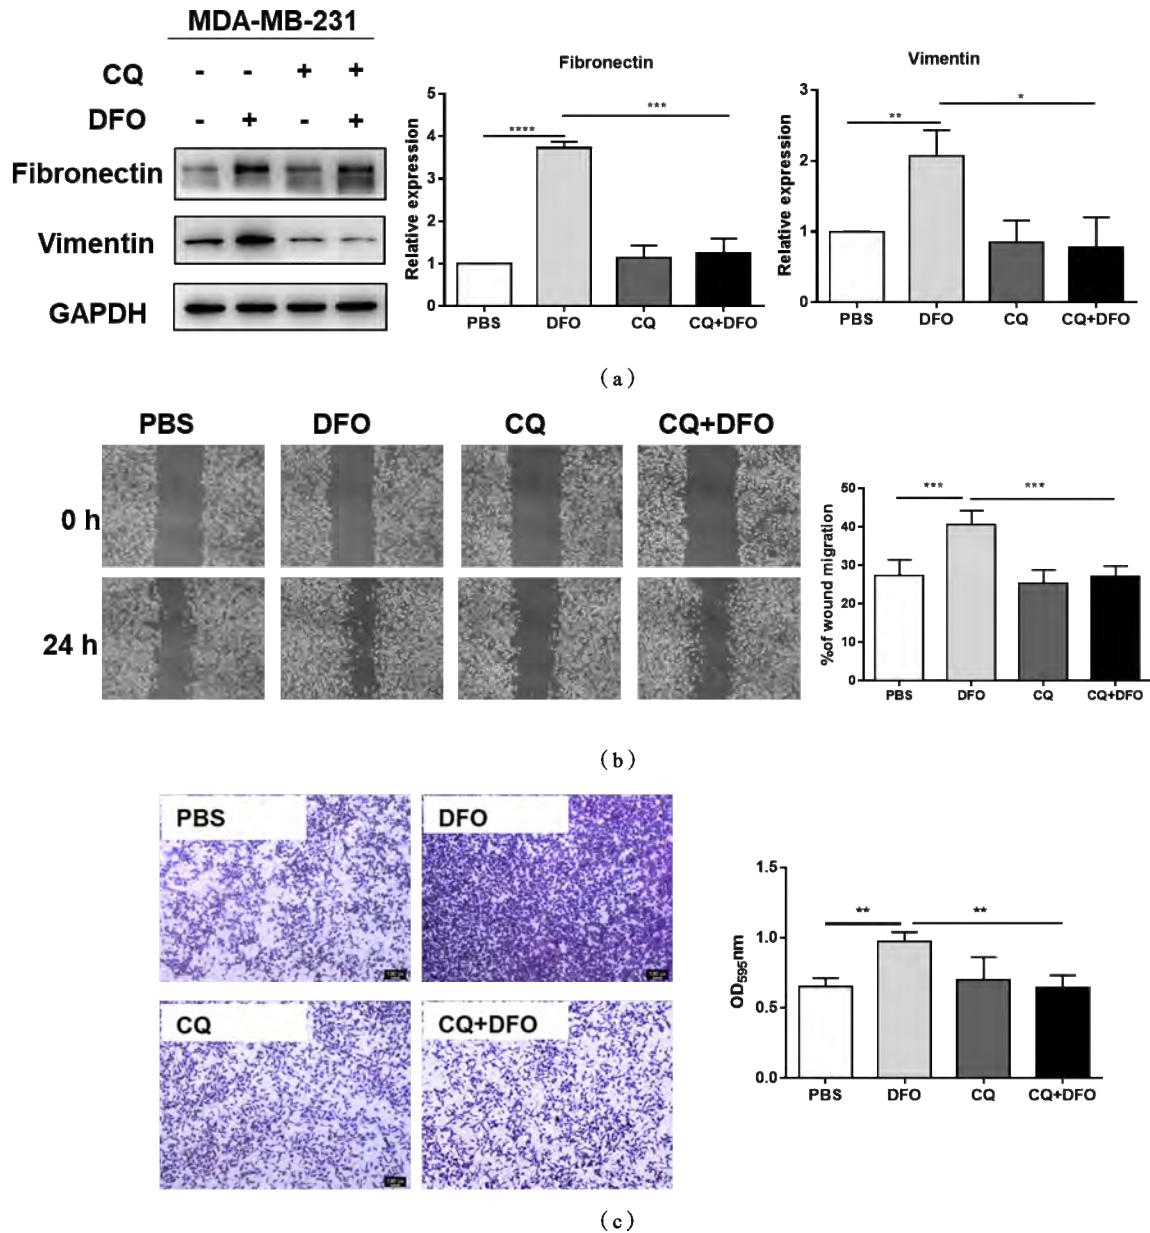 MDA-MB-231
CQ - - + +
DFO - + - +
Fibronectin
Vimentin
GAPDH
Fibronectin
Relative expression
5
4
3
2
1
0
****
***
PBS DFO CQ CQ+DFO
Vimentin
Relative expression
3
2
1
0
**
*
PBS DFO CQ CQ+DFO
(a)
PBS DFO CQ CQ+DFO
0 h
24 h
%of wound migration
50
40
30
20
10
0
***
***
PBS DFO CQ CQ+DFO
(b)
PBS
DFO
CQ
CQ+DFO
OD595nm
1.5
1.0
0.5
0.0
**
**
PBS DFO CQ CQ+DFO
(c)